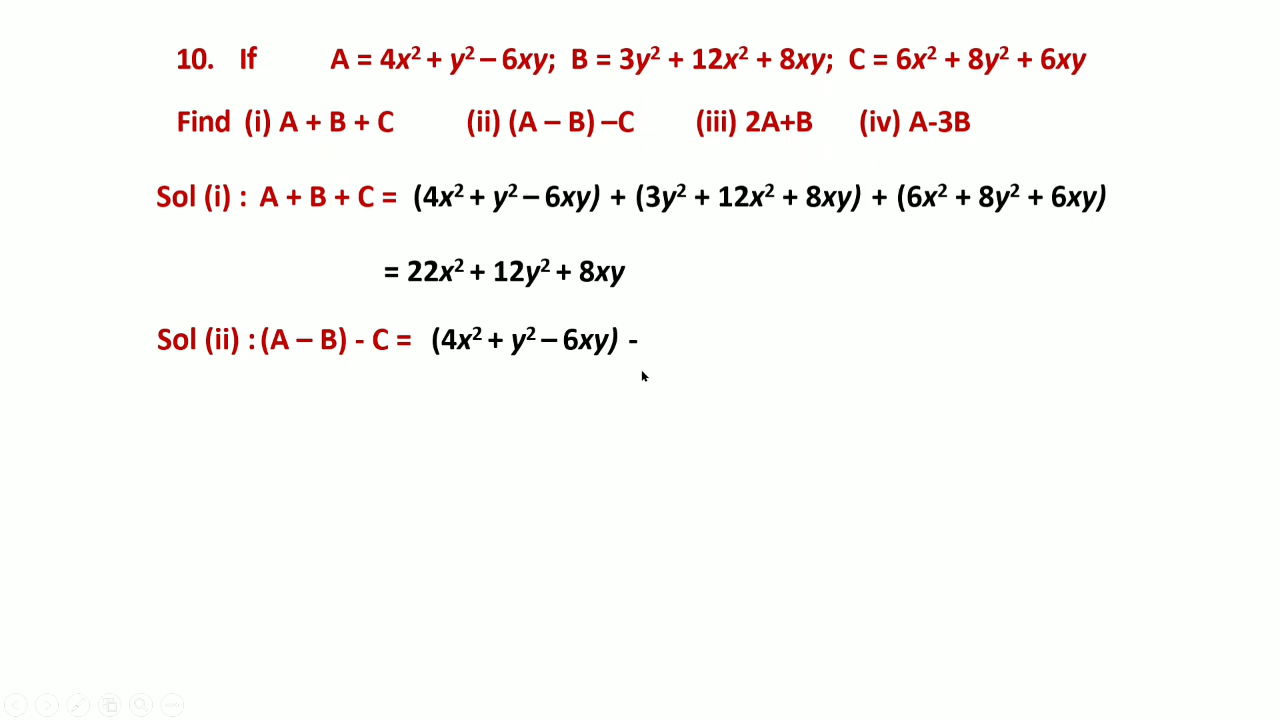 10. If A = 4x² + y² – 6xy; B = 3y² + 12x² + 8xy; C = 6x² + 8y² + 6xy
Find (i) A + B + C (ii) (A – B) –C (iii) 2A+B (iv) A-3B
Sol (i) : A + B + C = (4x² + y² – 6xy) + (3y² + 12x² + 8xy) + (6x² + 8y² + 6xy)
= 22x² + 12y² + 8xy
Sol (ii) : (A – B) - C = (4x² + y² – 6xy) -